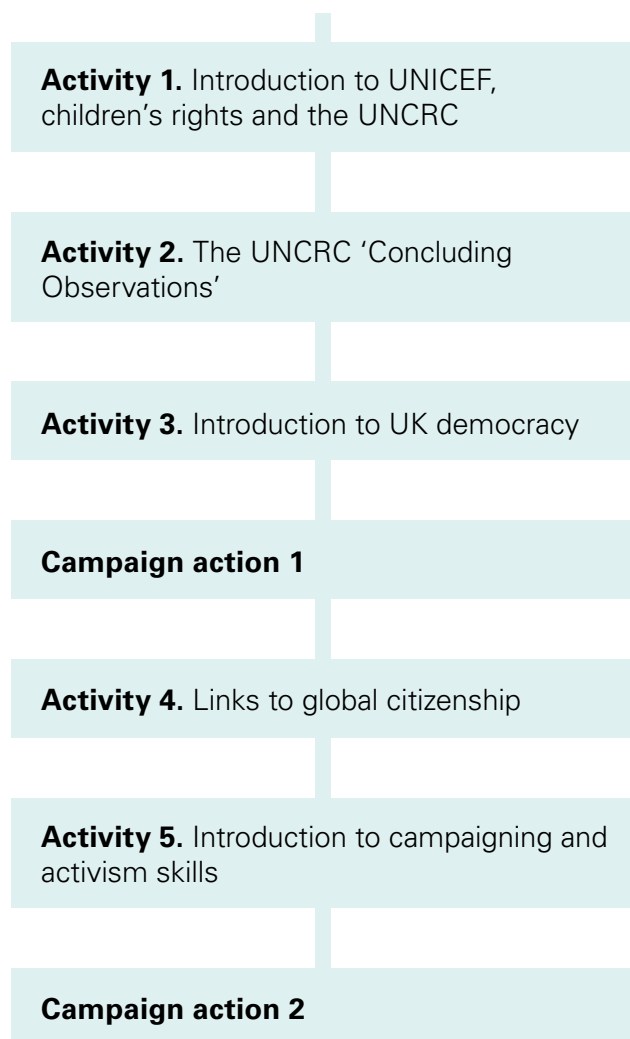 Activity 1. Introduction to UNICEF,
children’s rights and the UNCRC
Activity 2. The UNCRC ‘Concluding
Observations’
Activity 3. Introduction to UK democracy
Campaign action 1
Activity 4. Links to global citizenship
Activity 5. Introduction to campaigning and
activism skills
Campaign action 2